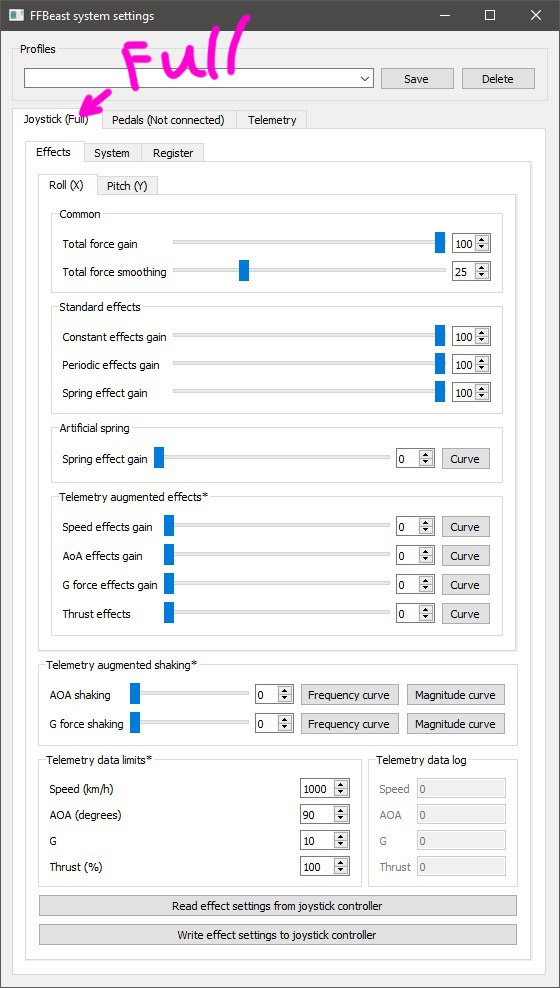 FFBeast system settings
Full
Profiles
Save Delete
Joystick (Full) Pedals (Not connected) Telemetry
Effects System Register
Roll (X) Pitch (Y)
Common
Total force gain 100
Total force smoothing 25
Standard effects
Constant effects gain 100
Periodic effects gain 100
Spring effect gain 100
Artificial spring
Spring effect gain 0 Curve
Telemetry augmented effects*
Speed effects gain 0 Curve
AoA effects gain 0 Curve
G force effects gain 0 Curve
Thrust effects 0 Curve
Telemetry augmented shaking*
AOA shaking 0 Frequency curve Magnitude curve
G force shaking 0 Frequency curve Magnitude curve
Telemetry data limits* Telemetry data log
Speed (km/h) 1000 Speed 0
AOA (degrees) 90 AOA 0
G 10 G 0
Thrust (%) 100 Thrust 0
Read effect settings from joystick controller
Write effect settings to joystick controller